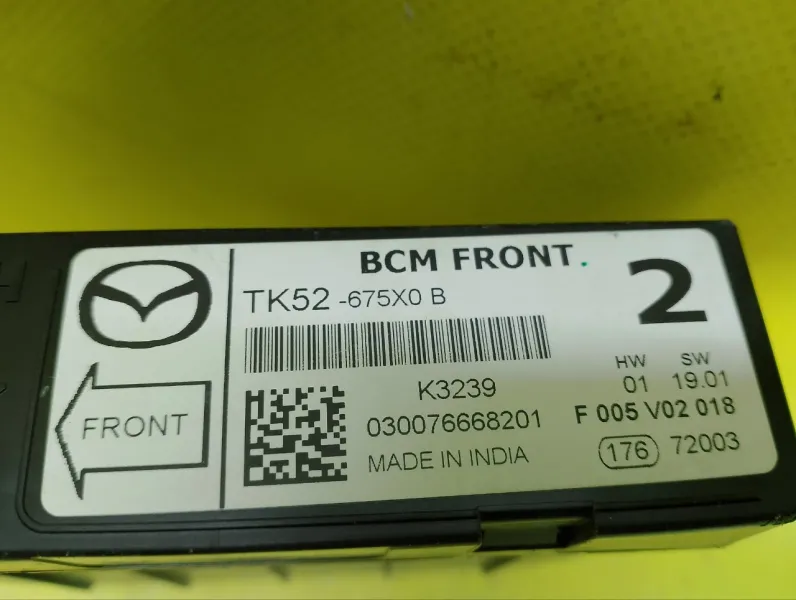 BCM FRONT.
TK52 -675X0 B
2
FRONT
K3239
030076668201
MADE IN INDIA
HW SW
01 19.01
F 005 V02 018
176 72003